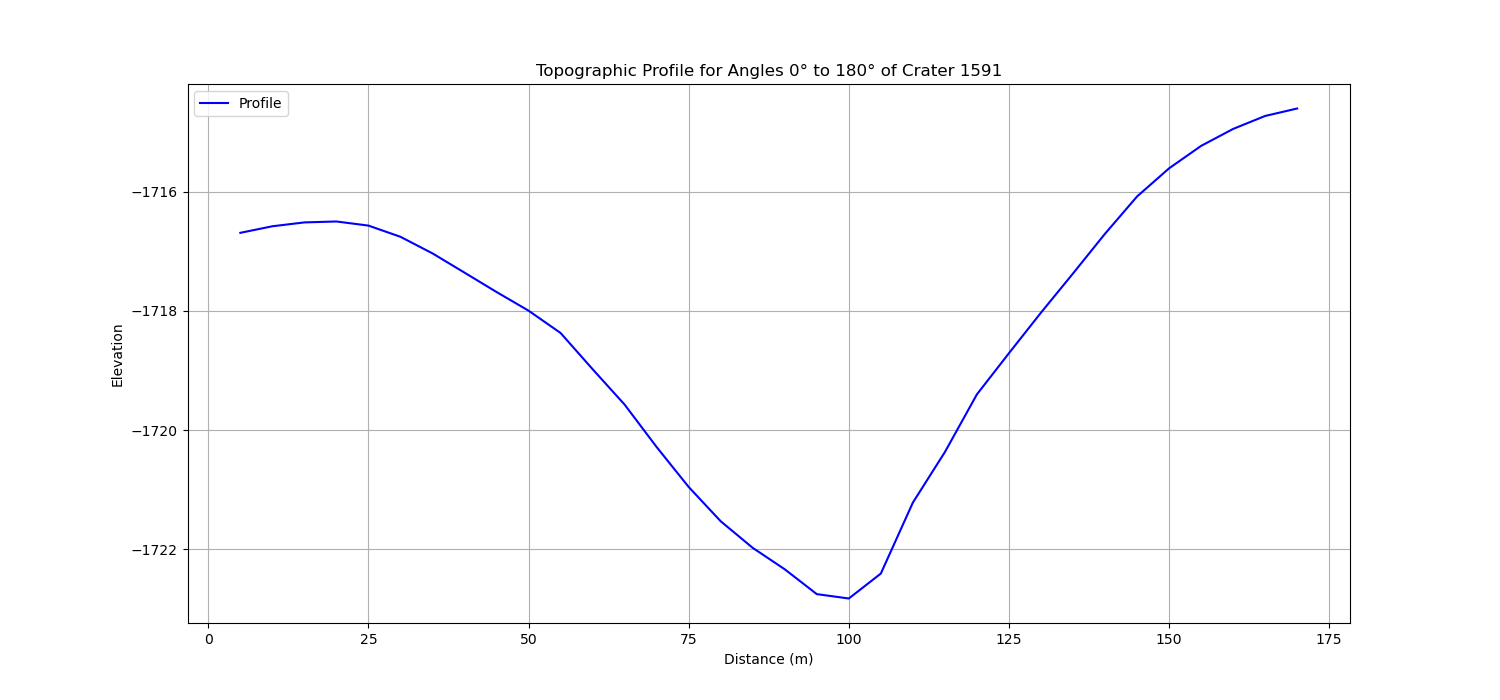 Topographic Profile for Angles 0° to 180° of Crater 1591
Profile
−1716
−1718
−1720
−1722
Elevation
0 25 50 75 100 125 150 175
Distance (m)